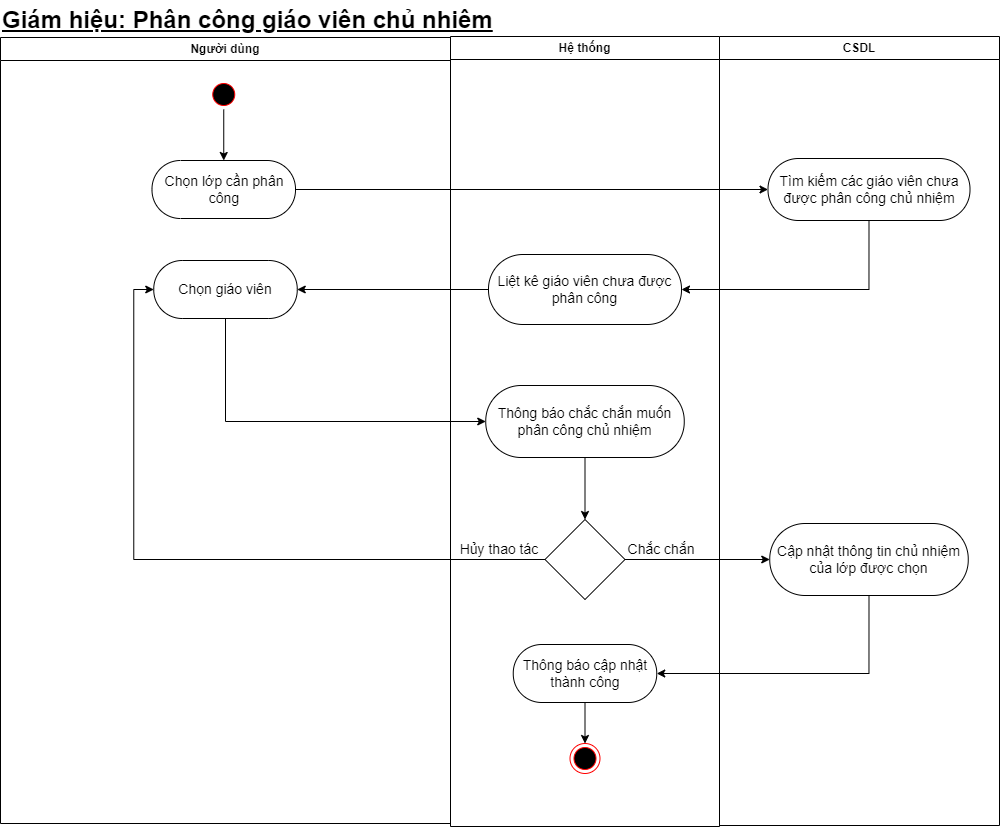 Giám hiệu: Phân công giáo viên chủ nhiệm
Người dùng
Hệ thống
CSDL
Chọn lớp cần phân
công
Tìm kiếm các giáo viên chưa
được phân công chủ nhiệm
Liệt kê giáo viên chưa được
phân công
Chọn giáo viên
Thông báo chắc chắn muốn
phân công chủ nhiệm
Hủy thao tác
Chắc chắn
Cập nhật thông tin chủ nhiệm
của lớp được chọn
Thông báo cập nhật
thành công